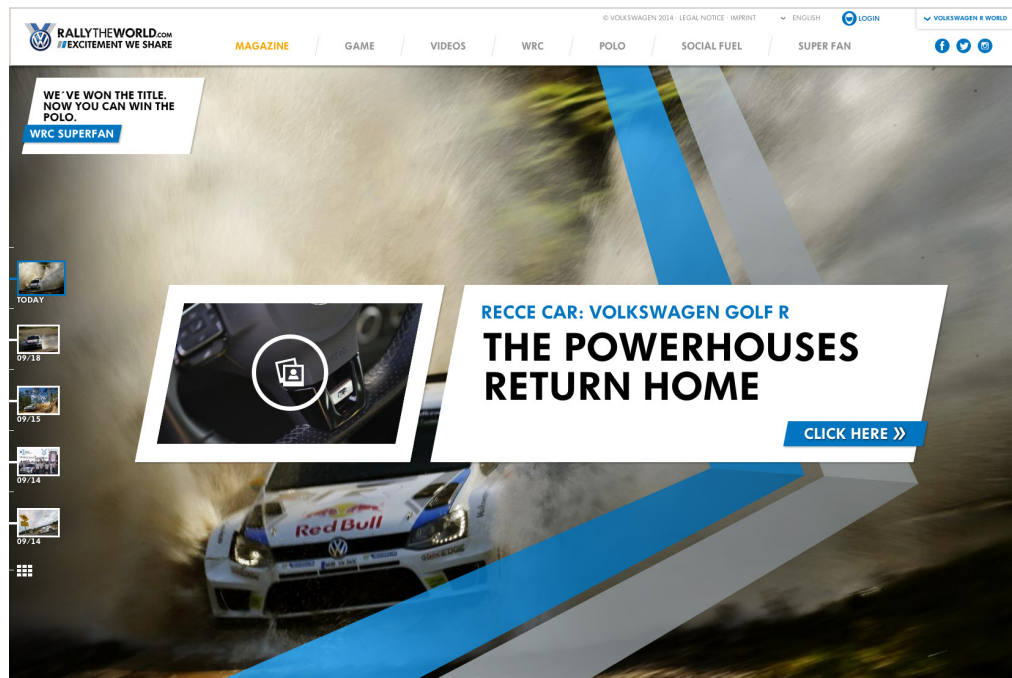 © VOLKSWAGEN 2014 · LEGAL NOTICE · IMPRINT
ENGLISH
LOGIN
VOLKSWAGEN R WORLD
RALLYTHEWORLD.COM
EXCITEMENT WE SHARE
MAGAZINE
GAME
VIDEOS
WRC
POLO
SOCIAL FUEL
SUPER FAN
WE´VE WON THE TITLE.
NOW YOU CAN WIN THE
POLO.
WRC SUPERFAN
TODAY
09/18
09/15
09/14
09/14
RECCE CAR: VOLKSWAGEN GOLF R
THE POWERHOUSES
RETURN HOME
CLICK HERE
Red Bull